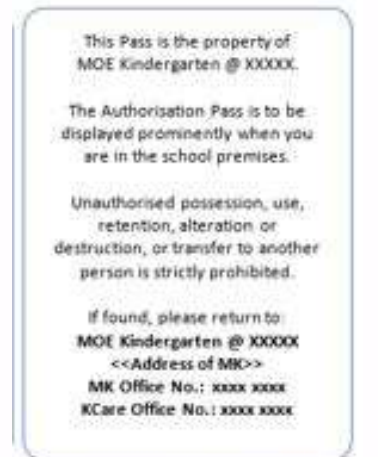 This Pass is the property of
MOE Kindergarten @ XXXXX.
The Authorisation Pass is to be
displayed prominently when you
are in the school premises.
Unauthorised possession, use,
retention, alteration or
destruction, or transfer to another
person is strictly prohibited.
If found, please return to:
MOE Kindergarten @ XXXXX
<<Address of MK>>
MK Office No.: xxxx xxxx
KCare Office No.: xxxx xxxx